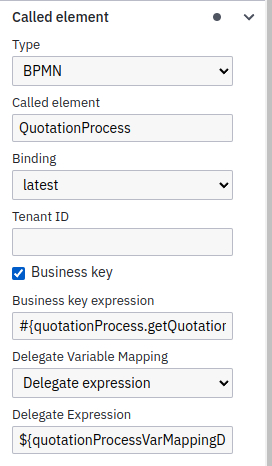 Called element
Type
BPMN
Called element
QuotationProcess
Binding
latest
Tenant ID
Business key
Business key expression
#{quotationProcess.getQuotation
Delegate Variable Mapping
Delegate expression
Delegate Expression
${quotationProcessVarMappingD